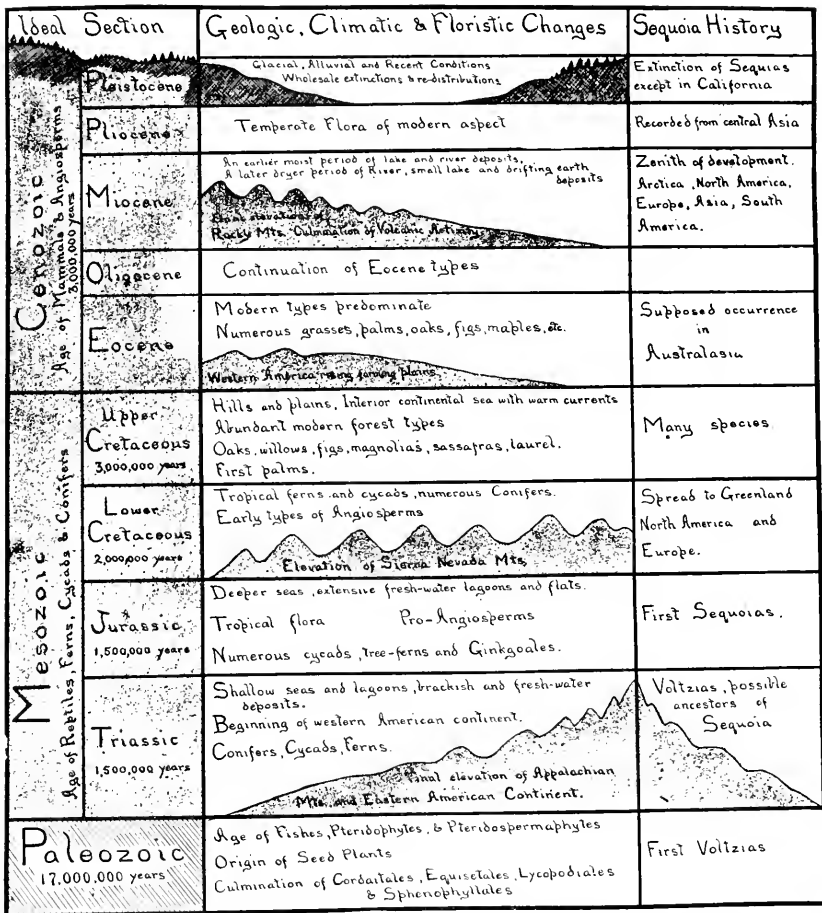 Ideal Section
Geologic, Climatic & Floristic Changes
Sequoia History
Cenozoic
Age of Mammals & Angiosperms
3,000,000 years
Pleistocene
Glacial, Alluvial and Recent Conditions
Wholesale extinctions & re-distributions
Extinction of Sequias
except in California
Pliocene
Temperate Flora of modern aspect
Recorded from central Asia
Miocene
An earlier moist period of lake and river deposits,
A later dryer period of River, small lake and drifting earth
deposits
elevations of
Rocky Mts. Culmination of Volcanic Activity
Zenith of development.
Arctica, North America,
Europe, Asia, South
America.
Oligocene
Continuation of Eocene types
Eocene
Modern types predominate
Numerous grasses, palms, oaks, figs, maples, etc.
Western America rising forming plains
Supposed occurrence
in
Australasia
Mesozoic
Age of Reptiles, Ferns, Cycads & Conifers
Upper
Cretaceous
3,000,000 years
Hills and plains, Interior continental sea with warm currents
Abundant modern forest types
Oaks, willows, figs, magnolias, sassafras, laurel.
First palms.
Many species
Lower
Cretaceous
2,000,000 years
Tropical ferns and cycads, numerous Conifers.
Early types of Angiosperms
Elevation of Sierra Nevada Mts.
Spread to Greenland
North America and
Europe.
Jurassic
1,500,000 years
Deeper seas, extensive fresh-water lagoons and flats.
Tropical flora Pro-Angiosperms
Numerous cycads, tree-ferns and Ginkgoales.
First Sequoias.
Triassic
1,500,000 years
Shallow seas and lagoons, brackish and fresh-water
deposits.
Beginning of western American continent.
Conifers, Cycads, Ferns.
Final elevation of Appalachian
Mts. and Eastern American Continent.
Voltzias, possible
ancestors of
Sequoia
Paleozoic
17,000,000 years
Age of Fishes, Pteridophytes, & Pteridospermaphytes
Origin of Seed Plants
Culmination of Cordaitales, Equisetales, Lycopodiales
& Sphenophyllales
First Voltzias